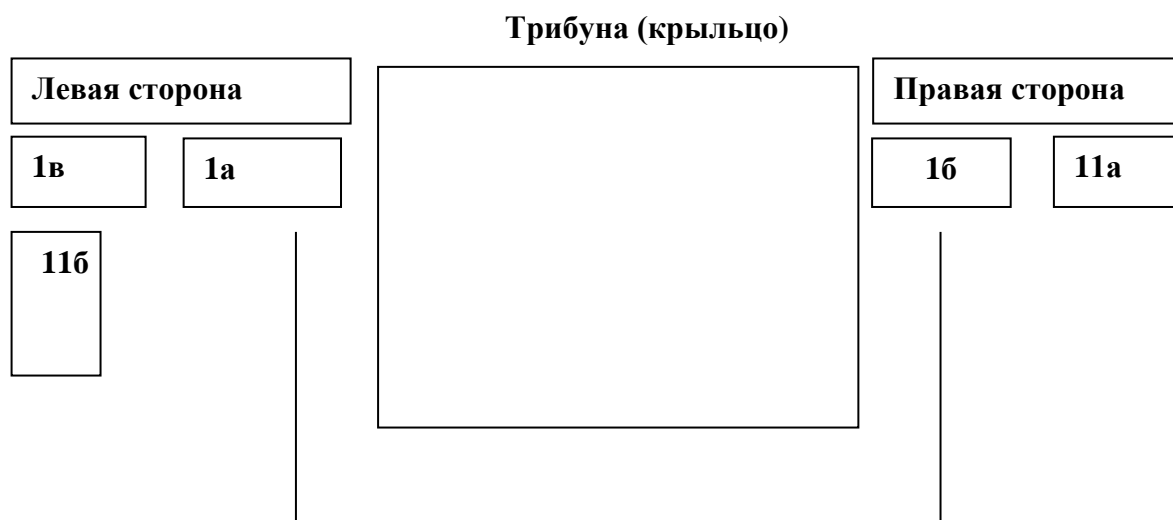 Трибуна (крыльцо)
Левая сторона
Правая сторона
1в
1а
1б
11а
11б